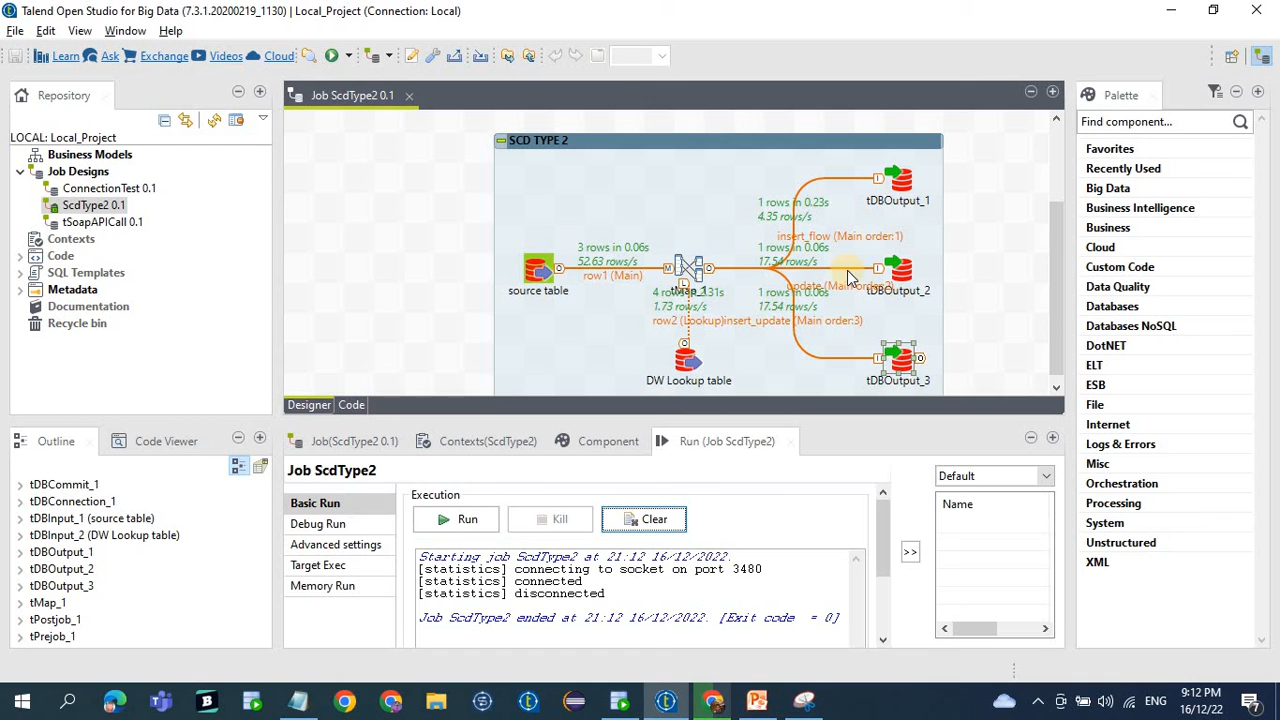 Talend Open Studio for Big Data (7.3.1.20200219_1130) | Local_Project (Connection: Local)
File Edit View Window Help
Learn Ask Exchange Videos Cloud
Repository
LOCAL: Local_Project
Business Models
Job Designs
ConnectionTest 0.1
ScdType2 0.1
tSoapAPICall 0.1
Contexts
Code
SQL Templates
Metadata
Documentation
Recycle bin
Job ScdType2 0.1
SCD TYPE 2
tDBOutput_1
1 rows in 0.23s
4.35 rows/s
insert_flow (Main order:1)
3 rows in 0.06s
52.63 rows/s
row1 (Main)
1 rows in 0.06s
17.54 rows/s
source table
tMap_1
update (Main order:2)
tDBOutput_2
1 rows in 0.06s
17.54 rows/s
1.73 rows/s
row2 (Lookup)
insert_update (Main order:3)
DW Lookup table
tDBOutput_3
Designer Code
Palette
Find component...
Favorites
Recently Used
Big Data
Business Intelligence
Business
Cloud
Custom Code
Data Quality
Databases
Databases NoSQL
DotNET
ELT
ESB
File
Internet
Logs & Errors
Misc
Orchestration
Processing
System
Unstructured
XML
Outline Code Viewer
tDBCommit_1
tDBConnection_1
tDBInput_1 (source table)
tDBInput_2 (DW Lookup table)
tDBOutput_1
tDBOutput_2
tDBOutput_3
tMap_1
tPostjob_1
tPrejob_1
Job(ScdType2 0.1) Contexts(ScdType2) Component Run (Job ScdType2)
Job ScdType2
Basic Run
Debug Run
Advanced settings
Target Exec
Memory Run
Execution
Run Kill Clear
Starting job ScdType2 at 21:12 16/12/2022.
[statistics] connecting to socket on port 3480
[statistics] connected
[statistics] disconnected
Job ScdType2 ended at 21:12 16/12/2022. [Exit code = 0]
Default
Name
>>
ENG
9:12 PM
16/12/22
7